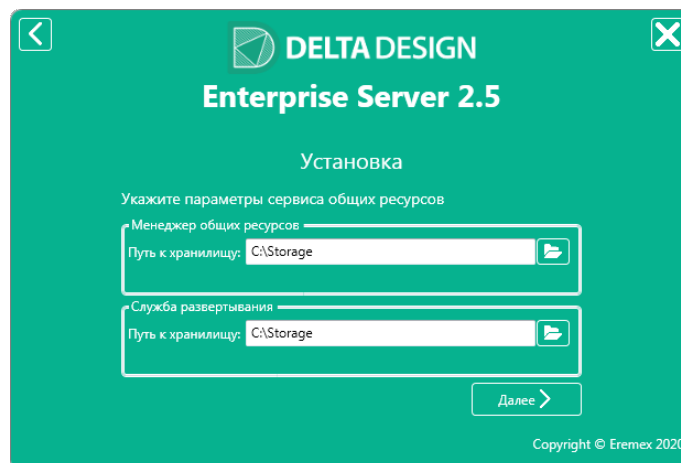 DELTA DESIGN
Enterprise Server 2.5
Установка
Укажите параметры сервиса общих ресурсов
Менеджер общих ресурсов
Путь к хранилищу: C:\Storage
Служба развертывания
Путь к хранилищу: C:\Storage
Далее
Copyright © Eremex 2020